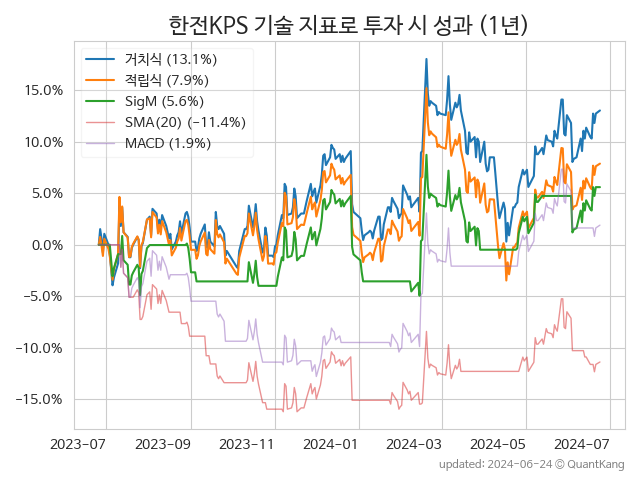 한전KPS 기술 지표로 투자 시 성과 (1년)
거치식 (13.1%)
적립식 (7.9%)
SigM (5.6%)
SMA(20) (−11.4%)
MACD (1.9%)
15.0%
10.0%
5.0%
0.0%
−5.0%
−10.0%
−15.0%
2023-07 2023-09 2023-11 2024-01 2024-03 2024-05 2024-07
updated: 2024-06-24 © QuantKang